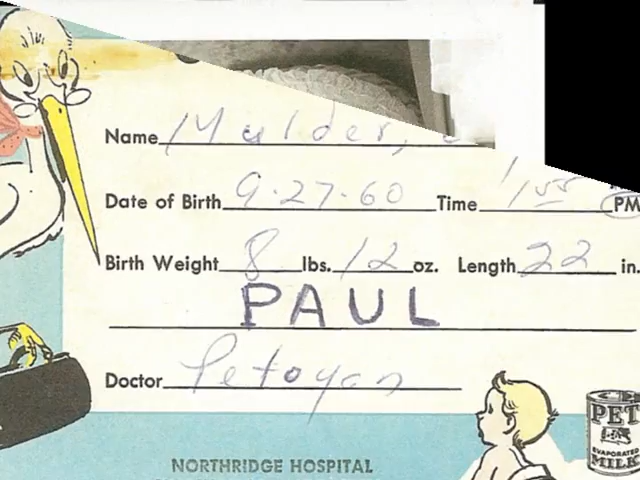 Name Mulder,
Date of Birth 9-27-60 Time 1:55 PM
Birth Weight 8 lbs. 12 oz. Length 22 in.
PAUL
Doctor Petoyan
NORTHRIDGE HOSPITAL
PET
EVAPORATED
MILK